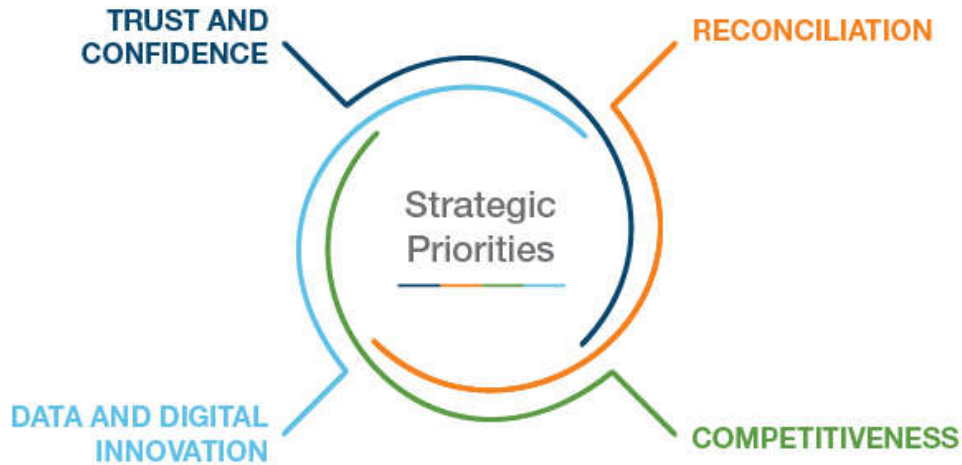 TRUST AND
CONFIDENCE
RECONCILIATION
Strategic
Priorities
DATA AND DIGITAL
INNOVATION
COMPETITIVENESS